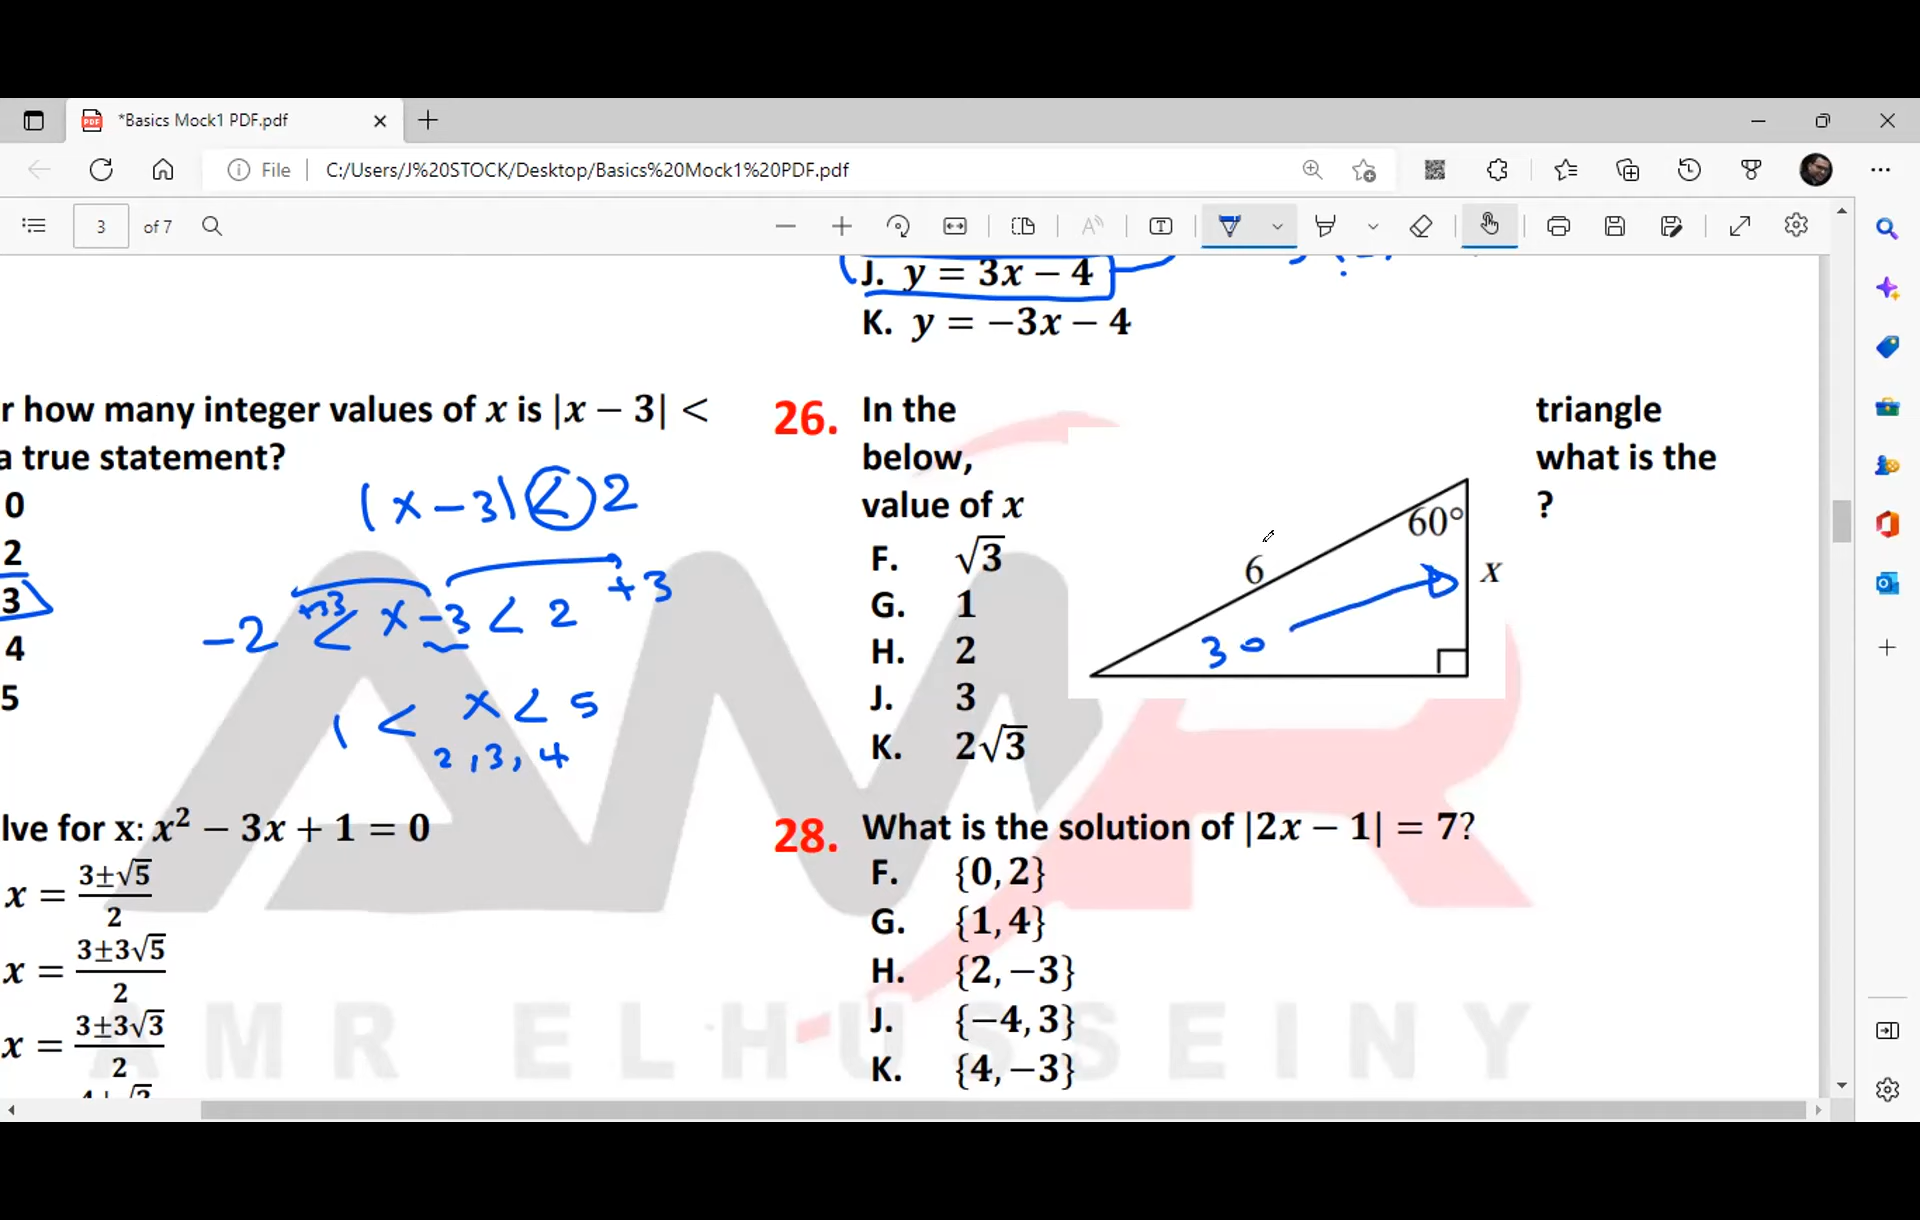 *Basics Mock1 PDF.pdf
File
C:/Users/J%20STOCK/Desktop/Basics%20Mock1%20PDF.pdf
3 of 7
J. y = 3x − 4
K. y = −3x − 4
r how many integer values of x is |x − 3| <
a true statement?
0
2
3
4
5
|x − 3| < 2
−2 < x − 3 < 2
+3
+3
1 < x < 5
2, 3, 4
lve for x: x² − 3x + 1 = 0
x = (3±√5)/2
x = (3±3√5)/2
x = (3±3√3)/2
26. In the triangle
below, what is the
value of x ?
F. √3
G. 1
H. 2
J. 3
K. 2√3
60°
6
x
30
28. What is the solution of |2x − 1| = 7?
F. {0, 2}
G. {1, 4}
H. {2, −3}
J. {−4, 3}
K. {4, −3}
AMR ELHUSSEINY